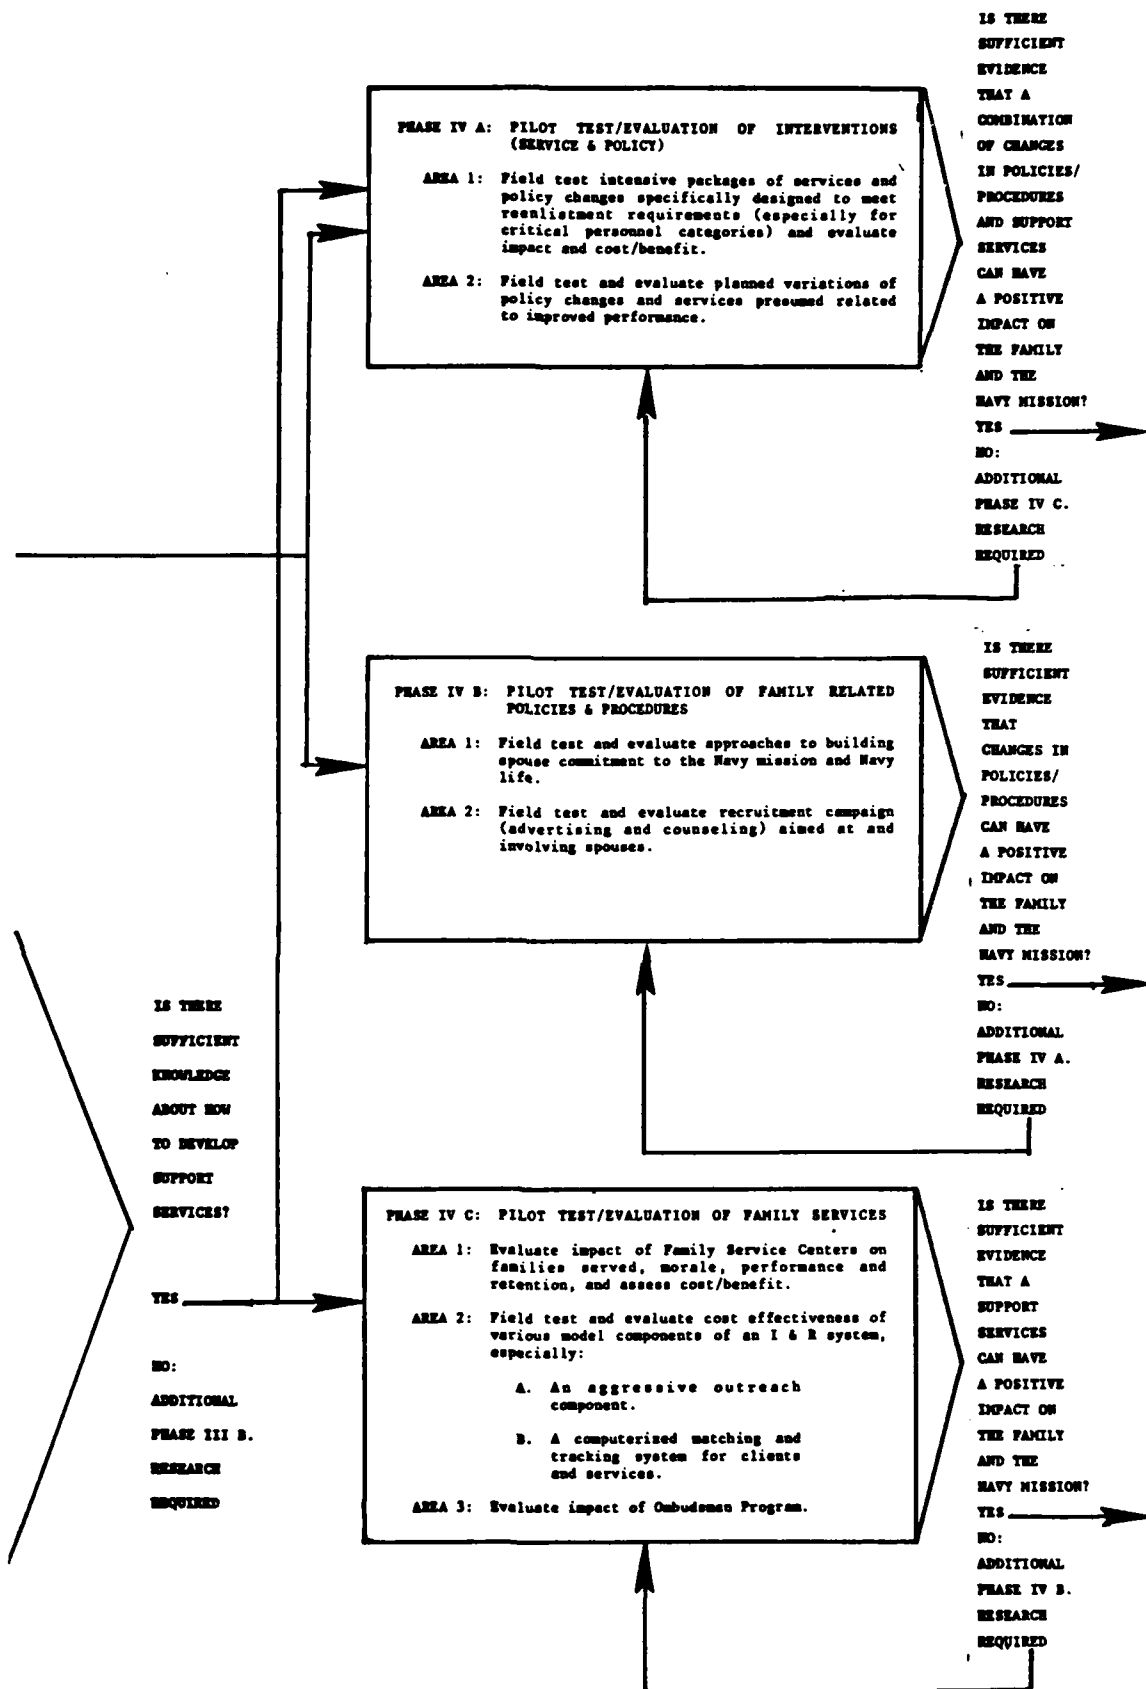 IS THERE
SUFFICIENT
EVIDENCE
THAT A
COMBINATION
OF CHANGES
IN POLICIES/
PROCEDURES
AND SUPPORT
SERVICES
CAN HAVE
A POSITIVE
IMPACT ON
THE FAMILY
AND THE
NAVY MISSION?
YES
NO:
ADDITIONAL
PHASE IV C.
RESEARCH
REQUIRED
PHASE IV A: PILOT TEST/EVALUATION OF INTERVENTIONS
(SERVICE & POLICY)
AREA 1: Field test intensive packages of services and
policy changes specifically designed to meet
reenlistment requirements (especially for
critical personnel categories) and evaluate
impact and cost/benefit.
AREA 2: Field test and evaluate planned variations of
policy changes and services presumed related
to improved performance.
PHASE IV B: PILOT TEST/EVALUATION OF FAMILY RELATED
POLICIES & PROCEDURES
AREA 1: Field test and evaluate approaches to building
spouse commitment to the Navy mission and Navy
life.
AREA 2: Field test and evaluate recruitment campaign
(advertising and counseling) aimed at and
involving spouses.
IS THERE
SUFFICIENT
EVIDENCE
THAT
CHANGES IN
POLICIES/
PROCEDURES
CAN HAVE
A POSITIVE
IMPACT ON
THE FAMILY
AND THE
NAVY MISSION?
YES
NO:
ADDITIONAL
PHASE IV A.
RESEARCH
REQUIRED
IS THERE
SUFFICIENT
KNOWLEDGE
ABOUT HOW
TO DEVELOP
SUPPORT
SERVICES?
YES
NO:
ADDITIONAL
PHASE III B.
RESEARCH
REQUIRED
PHASE IV C: PILOT TEST/EVALUATION OF FAMILY SERVICES
AREA 1: Evaluate impact of Family Service Centers on
families served, morale, performance and
retention, and assess cost/benefit.
AREA 2: Field test and evaluate cost effectiveness of
various model components of an I & R system,
especially:
A. An aggressive outreach
component.
B. A computerized matching and
tracking system for clients
and services.
AREA 3: Evaluate impact of Ombudsman Program.
IS THERE
SUFFICIENT
EVIDENCE
THAT A
SUPPORT
SERVICES
CAN HAVE
A POSITIVE
IMPACT ON
THE FAMILY
AND THE
NAVY MISSION?
YES
NO:
ADDITIONAL
PHASE IV B.
RESEARCH
REQUIRED